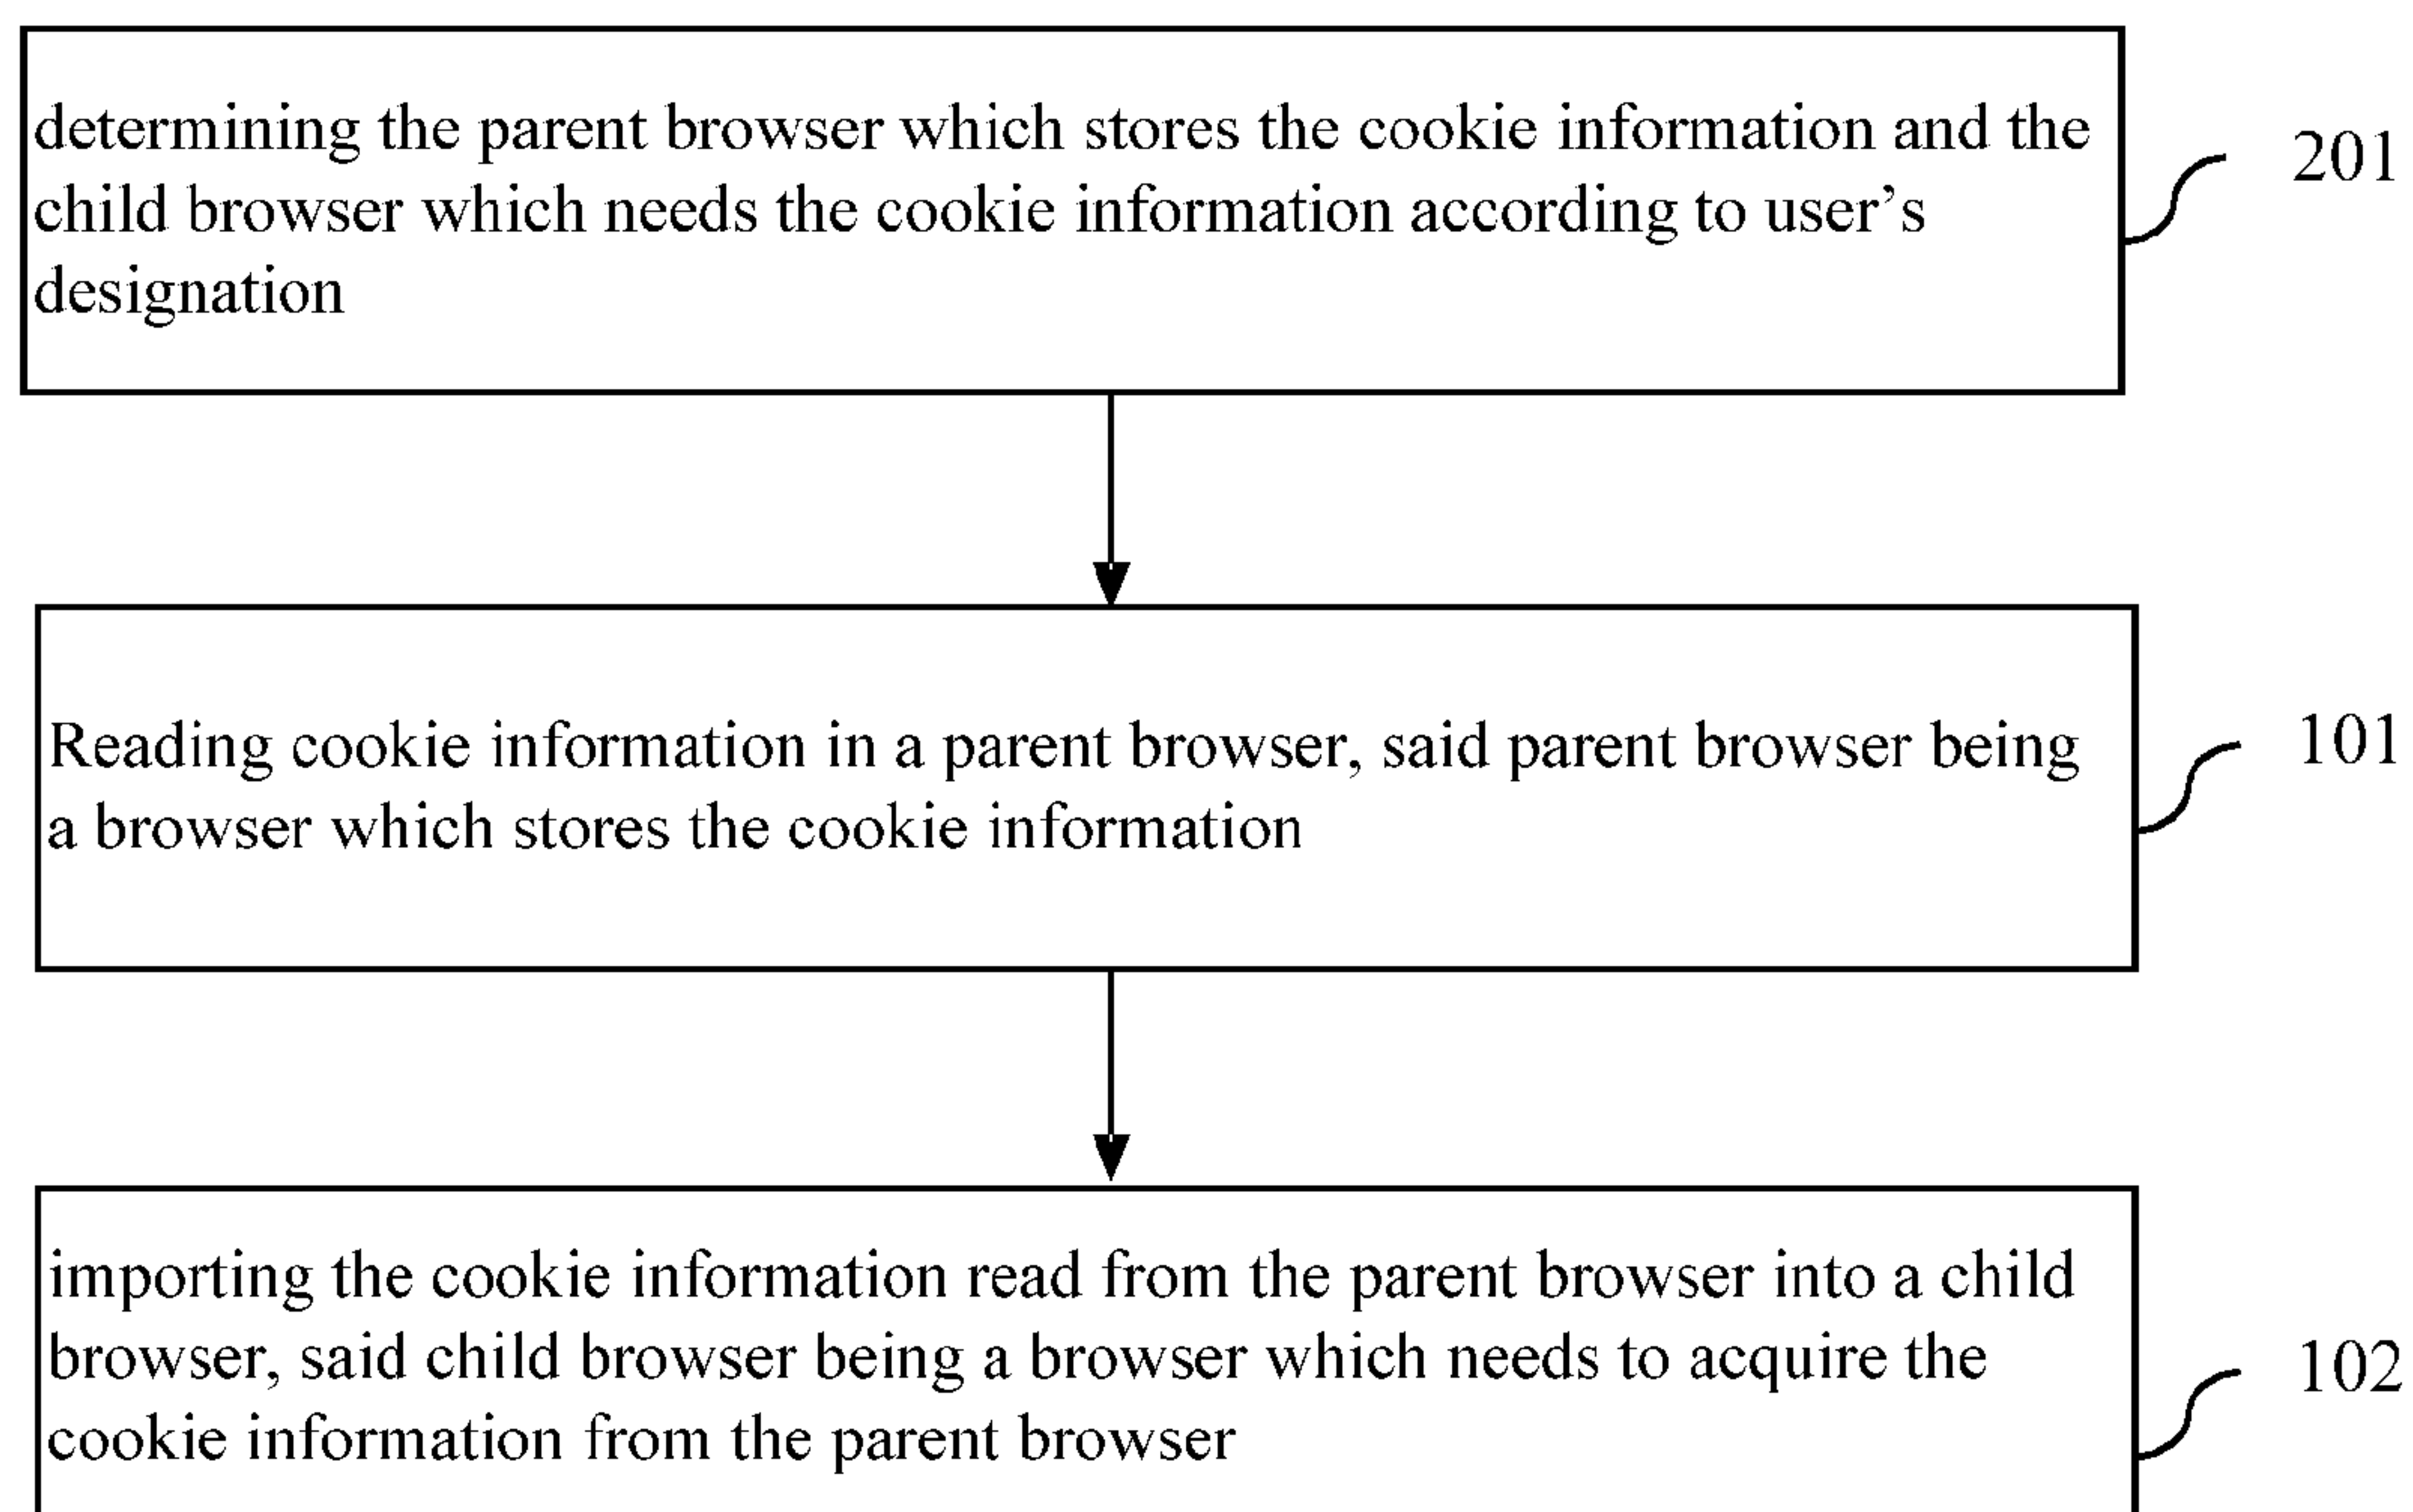 determining the parent browser which stores the cookie information and the
child browser which needs the cookie information according to user’s
designation
201
Reading cookie information in a parent browser, said parent browser being
a browser which stores the cookie information
101
importing the cookie information read from the parent browser into a child
browser, said child browser being a browser which needs to acquire the
cookie information from the parent browser
102